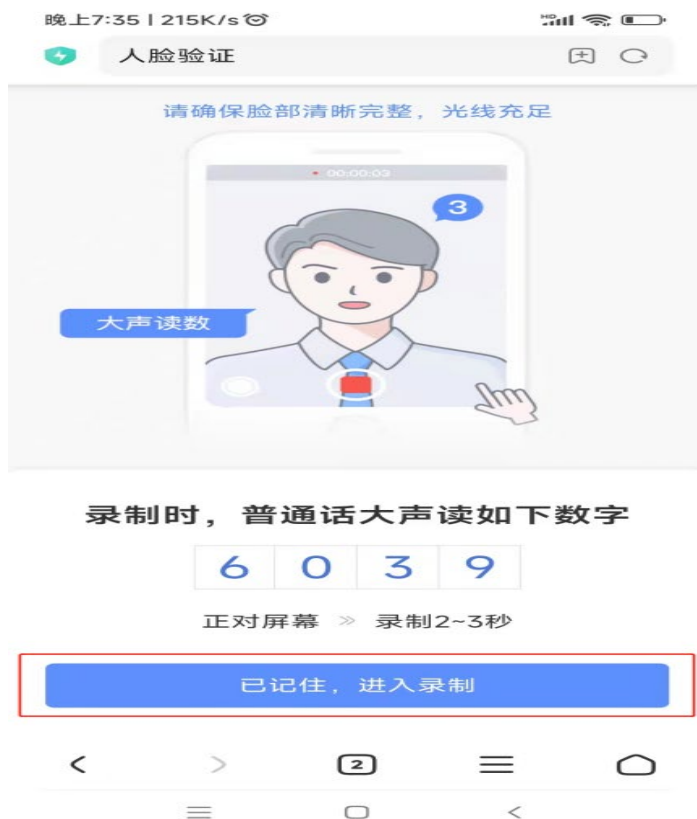 晚上7:35 | 215K/s
HD
人脸验证
请确保脸部清晰完整，光线充足
00:00:03
3
大声读数
录制时，普通话大声读如下数字
6 0 3 9
正对屏幕 » 录制2~3秒
已记住，进入录制
2